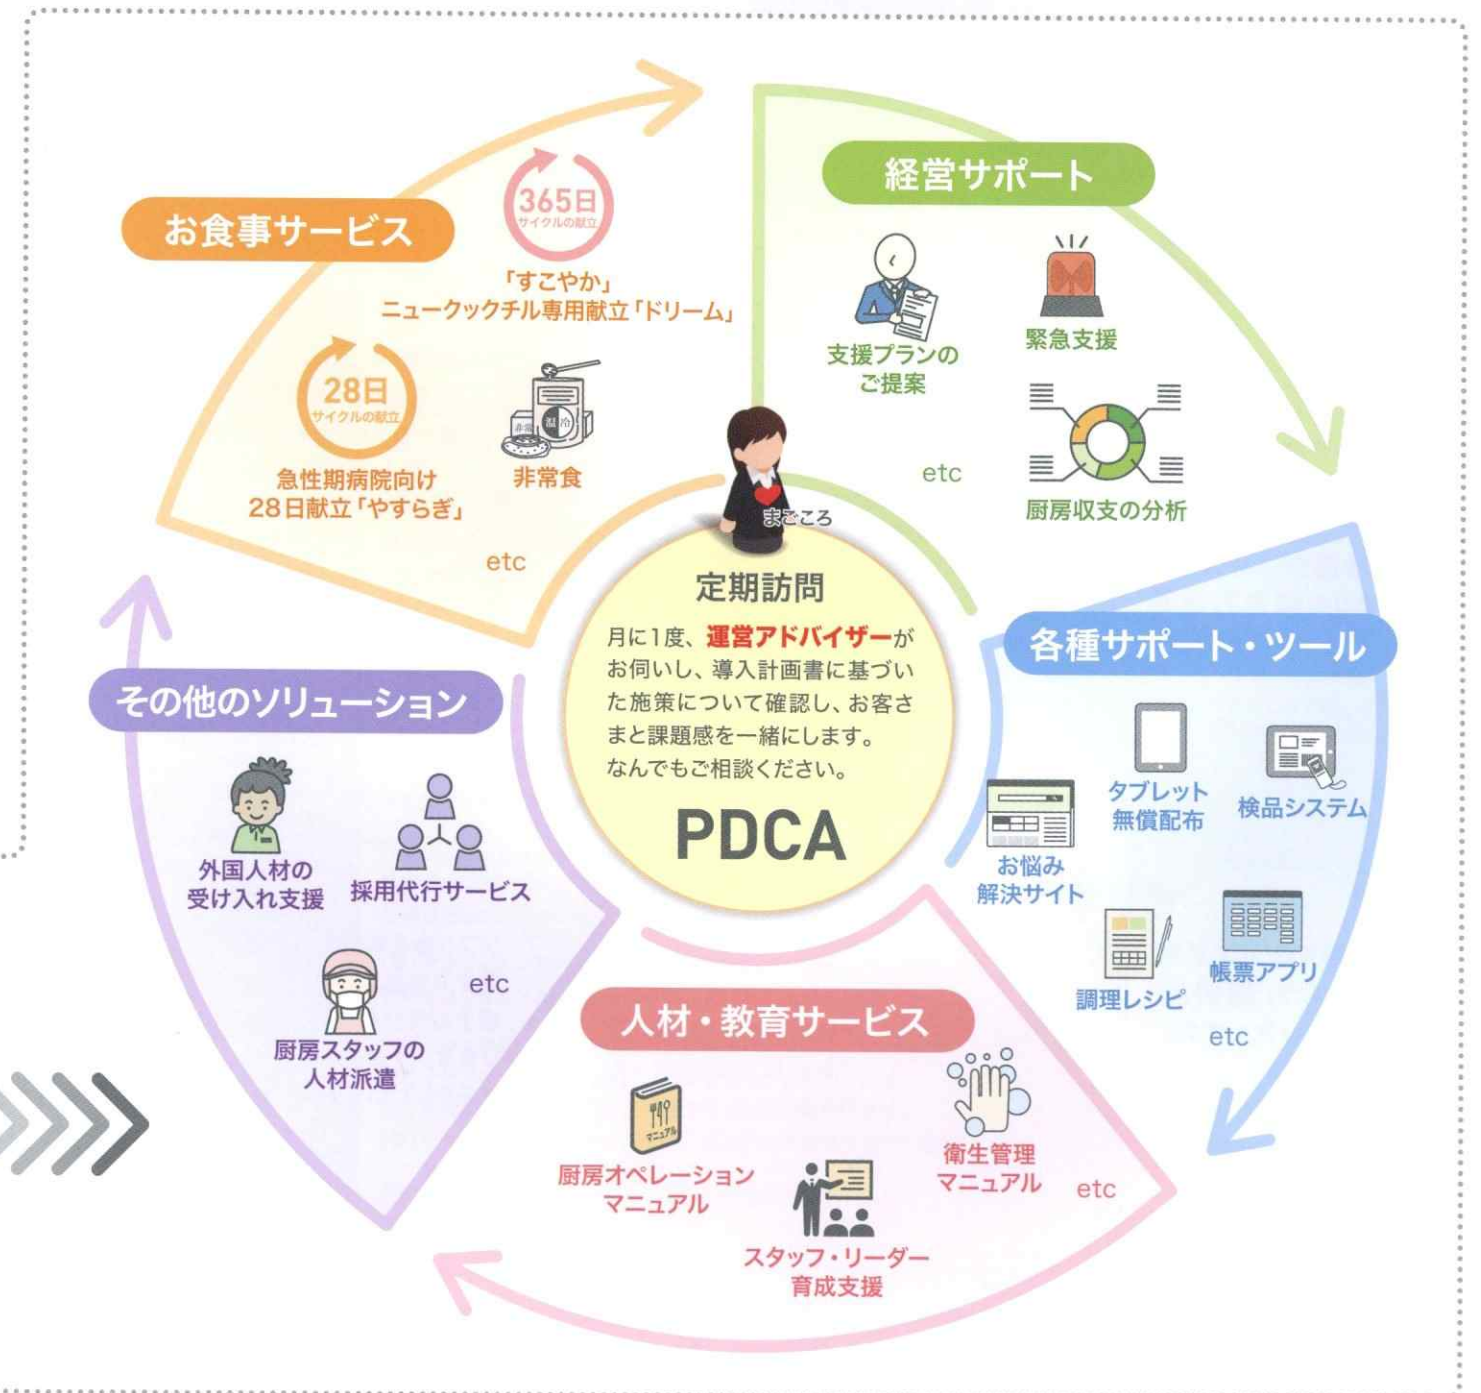 お食事サービス
365日
サイクルの献立
「すこやか」
ニュークックチル専用献立「ドリーム」
28日
サイクルの献立
急性期病院向け
28日献立「やすらぎ」
非常
温冷
非常食
etc
経営サポート
支援プランの
ご提案
緊急支援
etc
厨房収支の分析
まごころ
定期訪問
月に1度、運営アドバイザーが
お伺いし、導入計画書に基づい
た施策について確認し、お客さ
まと課題感を一緒にします。
なんでもご相談ください。
PDCA
各種サポート・ツール
タブレット
無償配布
検品システム
お悩み
解決サイト
調理レシピ
帳票アプリ
etc
人材・教育サービス
マニュアル
厨房オペレーション
マニュアル
スタッフ・リーダー
育成支援
衛生管理
マニュアル
etc
その他のソリューション
外国人材の
受け入れ支援
採用代行サービス
厨房スタッフの
人材派遣
etc